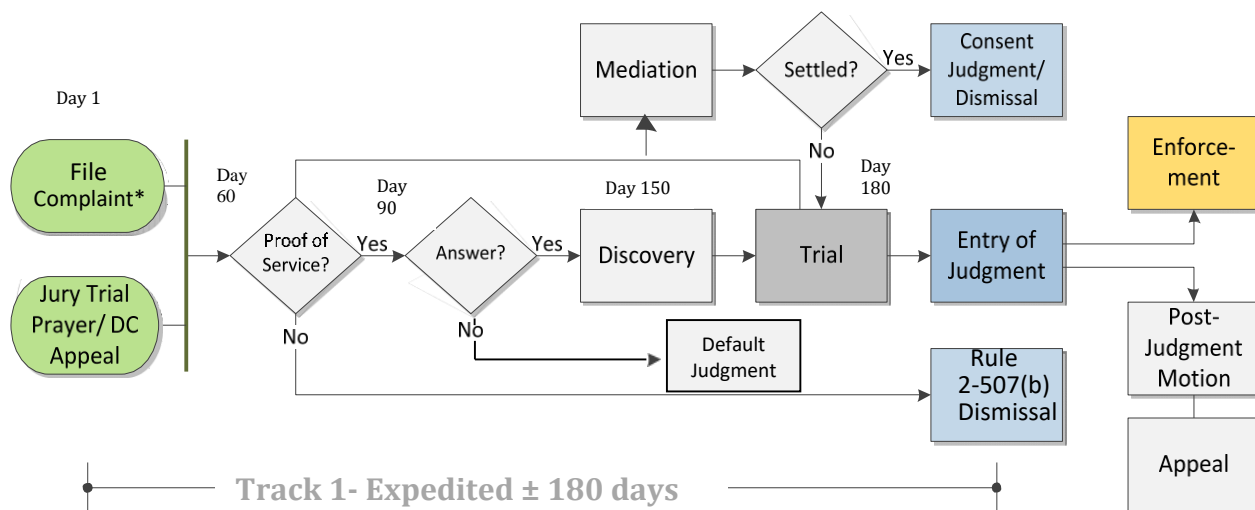 Day 1
File
Complaint*
Jury Trial
Prayer/ DC
Appeal
Day
60
Proof of
Service?
Yes
No
Day
90
Answer?
Yes
No
Default
Judgment
Day 150
Discovery
Mediation
Settled?
Yes
No
Consent
Judgment/
Dismissal
Day
180
Trial
Entry of
Judgment
Rule
2-507(b)
Dismissal
Enforce-
ment
Post-
Judgment
Motion
Appeal
Track 1- Expedited ± 180 days